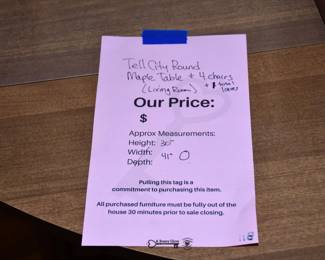 Tell City Round
Maple Table + 4 chairs
(Living Room) +
Our Price:
$
Approx Measurements:
Height: 30"
Width: 41"
Depth:
Pulling this tag is a
commitment to purchasing this item.
All purchased furniture must be fully out of the
house 30 minutes prior to sale closing.